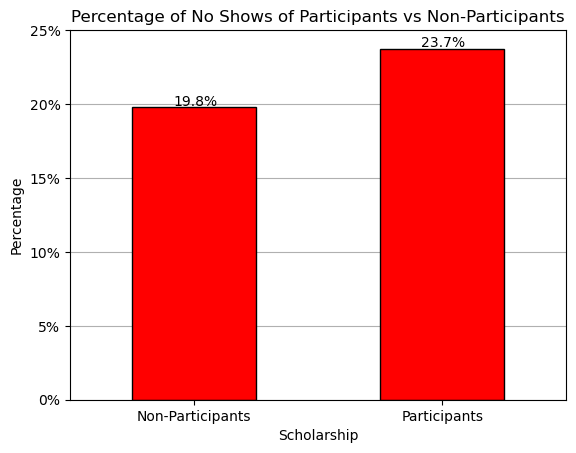 Percentage of No Shows of Participants vs Non-Participants
25%
23.7%
20%
19.8%
15%
10%
5%
0%
Percentage
Non-Participants
Participants
Scholarship